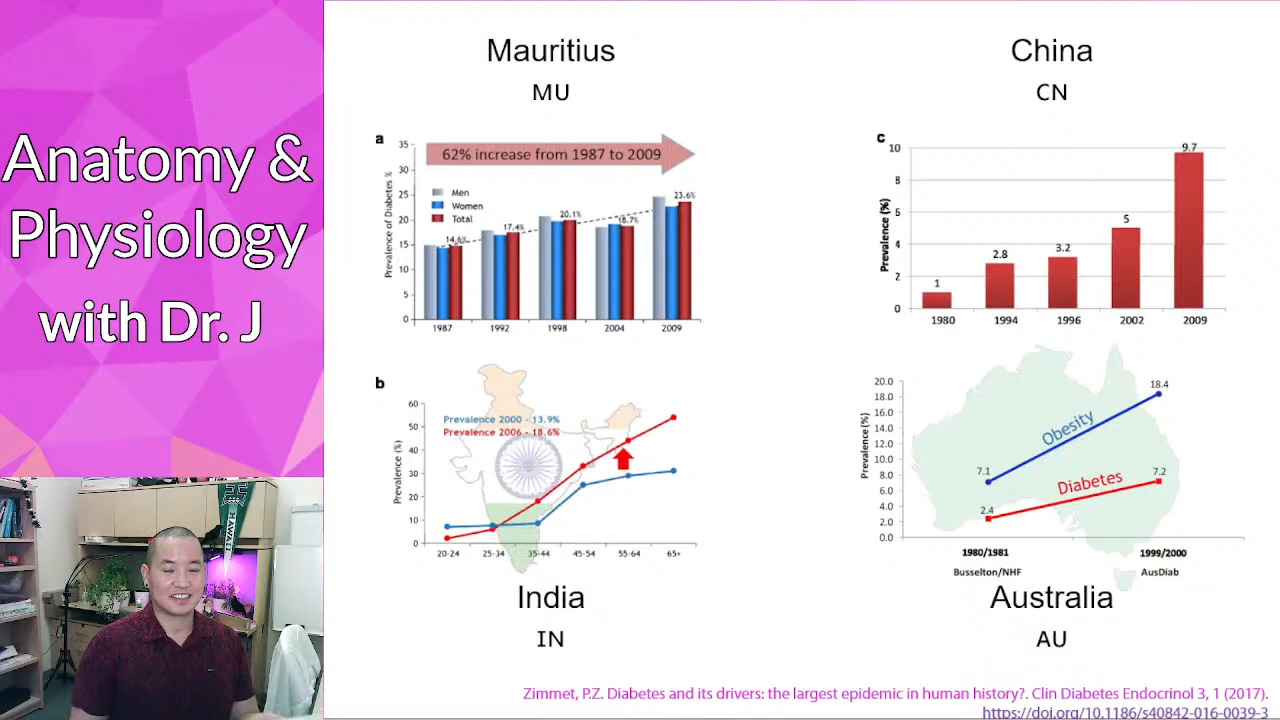 Anatomy &
Physiology
with Dr. J
Mauritius
MU
a
62% increase from 1987 to 2009
Prevalence of Diabetes %
35
30
25
20
15
10
5
0
Men
Women
Total
14.6%
17.4%
20.1%
18.7%
23.6%
1987 1992 1998 2004 2009
China
CN
c
Prevalence (%)
10
8
6
4
2
0
1
2.8
3.2
5
9.7
1980 1994 1996 2002 2009
b
Prevalence (%)
60
50
40
30
20
10
0
Prevalence 2000 - 13.9%
Prevalence 2006 - 18.6%
20-24 25-34 35-44 45-54 55-64 65+
India
IN
Prevalence (%)
20.0
18.0
16.0
14.0
12.0
10.0
8.0
6.0
4.0
2.0
0.0
7.1
Obesity
18.4
2.4
Diabetes
7.2
1980/1981 1999/2000
Busselton/NHF AusDiab
Australia
AU
HAWAI
Zimmet, P.Z. Diabetes and its drivers: the largest epidemic in human history?. Clin Diabetes Endocrinol 3, 1 (2017).
https://doi.org/10.1186/s40842-016-0039-3